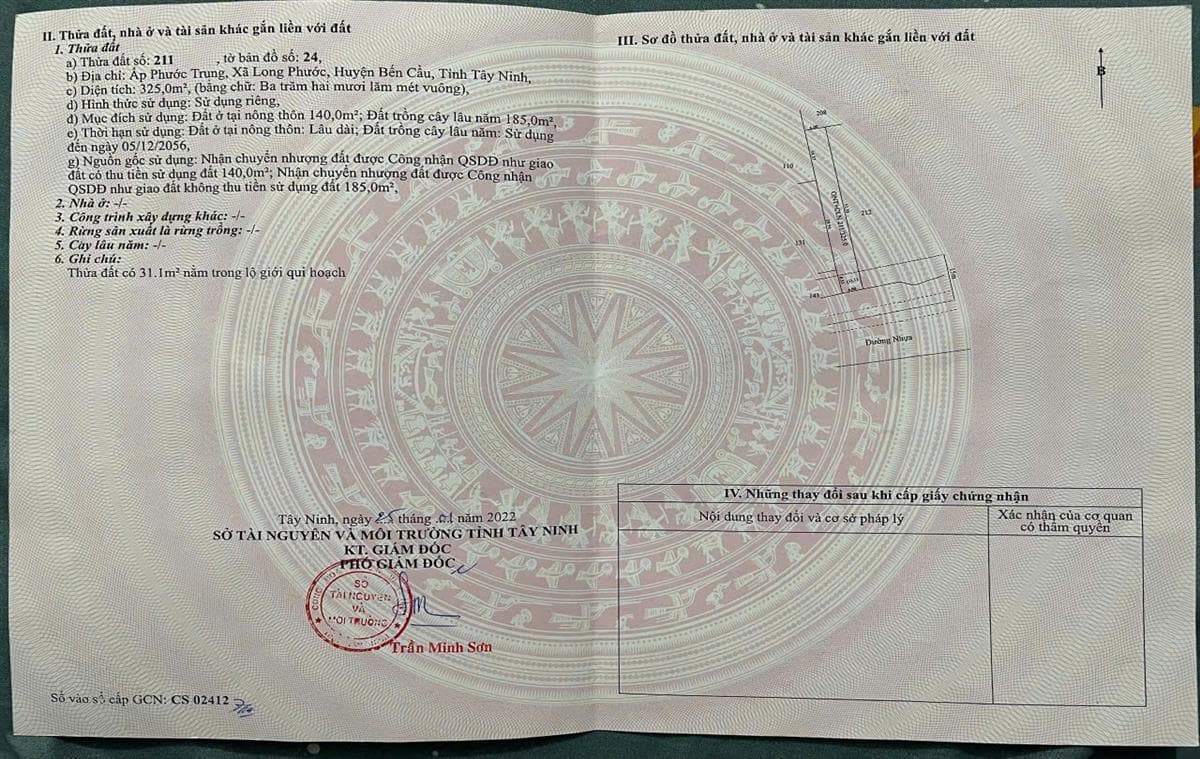 II. Thửa đất, nhà ở và tài sản khác gắn liền với đất
1. Thửa đất
a) Thửa đất số: 211 , tờ bản đồ số: 24,
b) Địa chỉ: Ấp Phước Trung, Xã Long Phước, Huyện Bến Cầu, Tỉnh Tây Ninh,
c) Diện tích: 325,0m², (bằng chữ: Ba trăm hai mươi lăm mét vuông),
d) Hình thức sử dụng: Sử dụng riêng,
đ) Mục đích sử dụng: Đất ở tại nông thôn 140,0m²; Đất trồng cây lâu năm 185,0m²,
e) Thời hạn sử dụng: Đất ở tại nông thôn: Lâu dài; Đất trồng cây lâu năm: Sử dụng
đến ngày 05/12/2056,
g) Nguồn gốc sử dụng: Nhận chuyển nhượng đất được Công nhận QSDĐ như giao
đất có thu tiền sử dụng đất 140,0m²; Nhận chuyển nhượng đất được Công nhận
QSDĐ như giao đất không thu tiền sử dụng đất 185,0m²,
2. Nhà ở: -/-
3. Công trình xây dựng khác: -/-
4. Rừng sản xuất là rừng trồng: -/-
5. Cây lâu năm: -/-
6. Ghi chú:
Thửa đất có 31.1m² nằm trong lộ giới qui hoạch
Tây Ninh, ngày 25 tháng .01 năm 2022
SỞ TÀI NGUYÊN VÀ MÔI TRƯỜNG TỈNH TÂY NINH
KT. GIÁM ĐỐC
PHÓ GIÁM ĐỐC
SỞ
TÀI NGUYÊN
VÀ
MÔI TRƯỜNG
Trần Minh Sơn
Số vào sổ cấp GCN: CS 02412
III. Sơ đồ thửa đất, nhà ở và tài sản khác gắn liền với đất
B
208
110
212
131
143
Đường Nhựa
IV. Những thay đổi sau khi cấp giấy chứng nhận
Nội dung thay đổi và cơ sở pháp lý
Xác nhận của cơ quan
có thẩm quyền